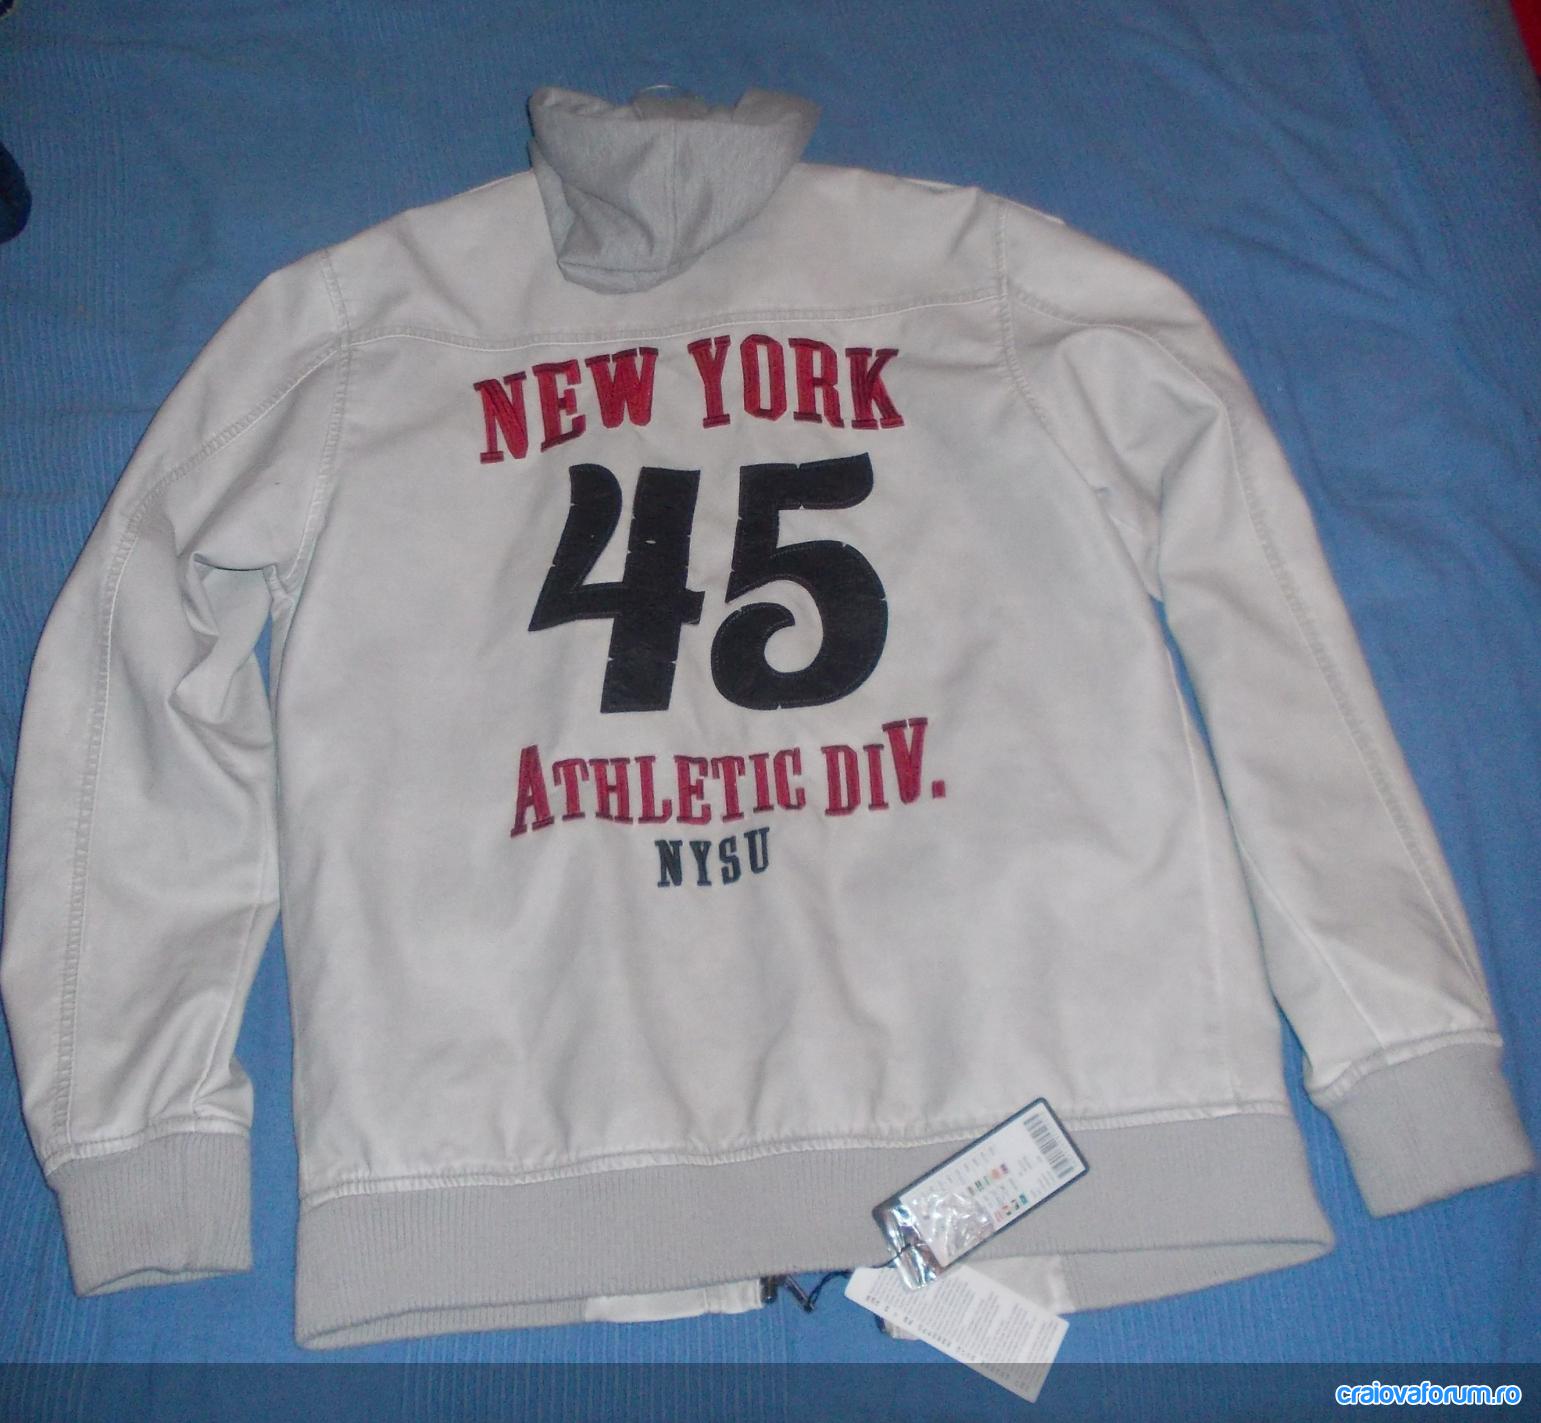 NEW YORK
45
ATHLETIC DIV.
NYSU
craiovaforum.ro